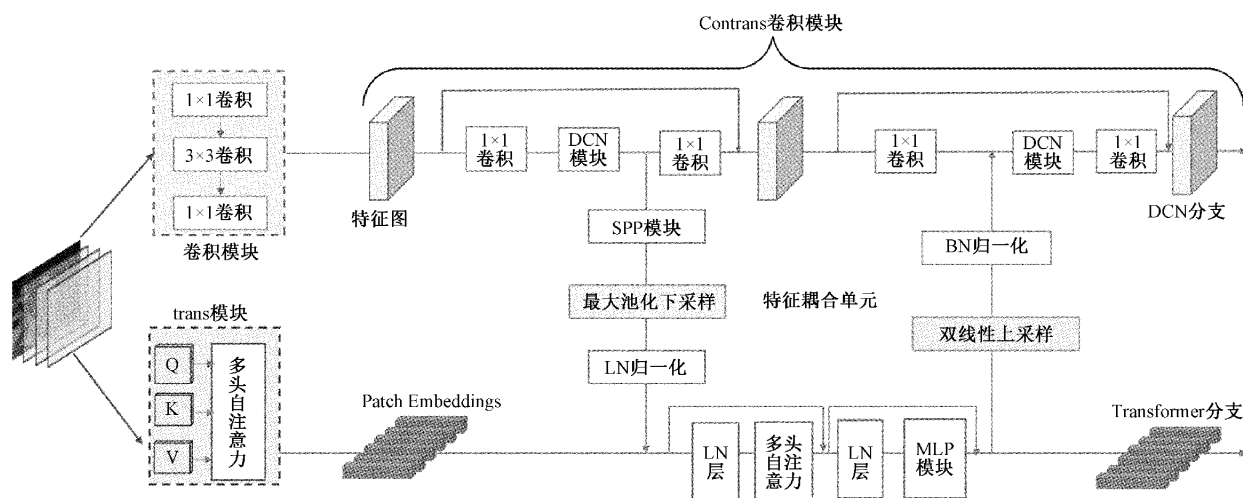 Contrans卷积模块
1×1卷积
3×3卷积
1×1卷积
卷积模块
特征图
1×1
卷积
DCN
模块
1×1
卷积
1×1
卷积
DCN
模块
1×1
卷积
DCN分支
SPP模块
最大池化下采样
LN归一化
特征耦合单元
BN归一化
双线性上采样
trans模块
Q
K
V
多头自注意力
Patch Embeddings
LN
层
多头
自注
意力
LN
层
MLP
模块
Transformer分支